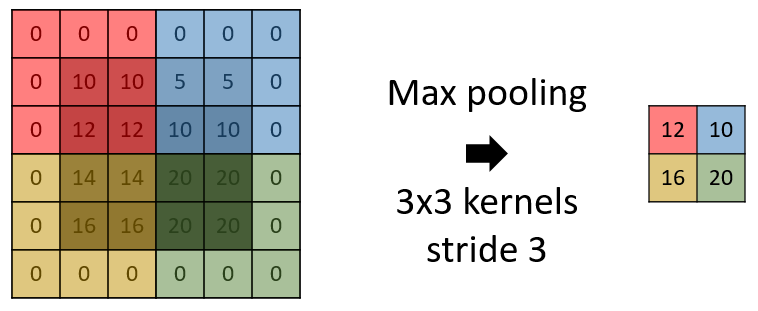 0 0 0 0 0 0
0 10 10 5 5 0
0 12 12 10 10 0
0 14 14 20 20 0
0 16 16 20 20 0
0 0 0 0 0 0
Max pooling
3x3 kernels
stride 3
12 10
16 20